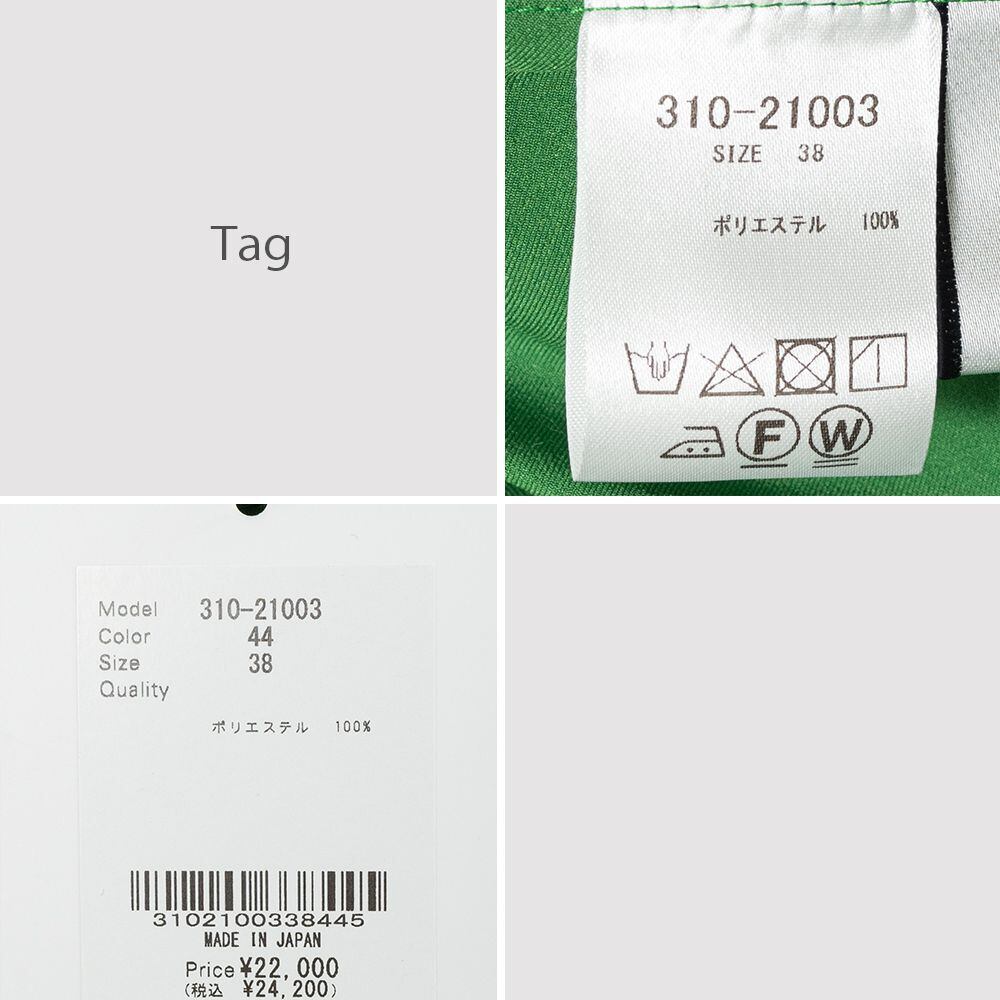 Tag
310-21003
SIZE 38
ポリエステル 100%
F W
Model 310-21003
Color 44
Size 38
Quality
ポリエステル 100%
3102100338445
MADE IN JAPAN
Price ¥22,000
(税込 ¥24,200)